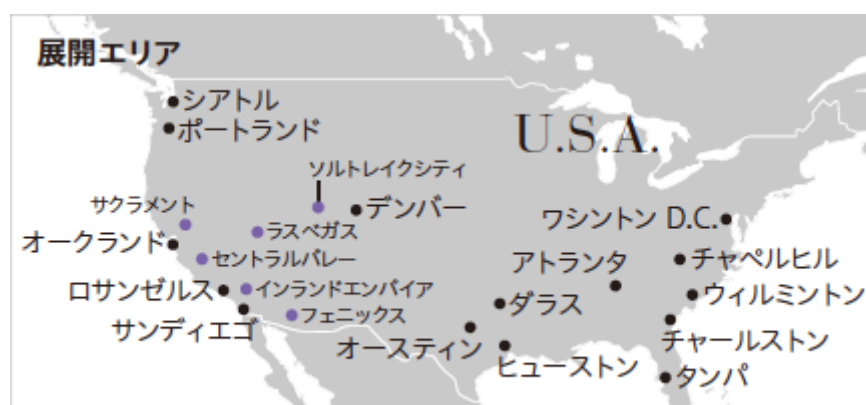 展開エリア
シアトル
ポートランド
U.S.A.
ソルトレイクシティ
デンバー
サクラメント
ラスベガス
ワシントン D.C.
オークランド
セントラルバレー
アトランタ
チャペルヒル
ロサンゼルス
インランドエンパイア
ダラス
ウィルミントン
サンディエゴ
フェニックス
オースティン
ヒューストン
チャールストン
タンパ